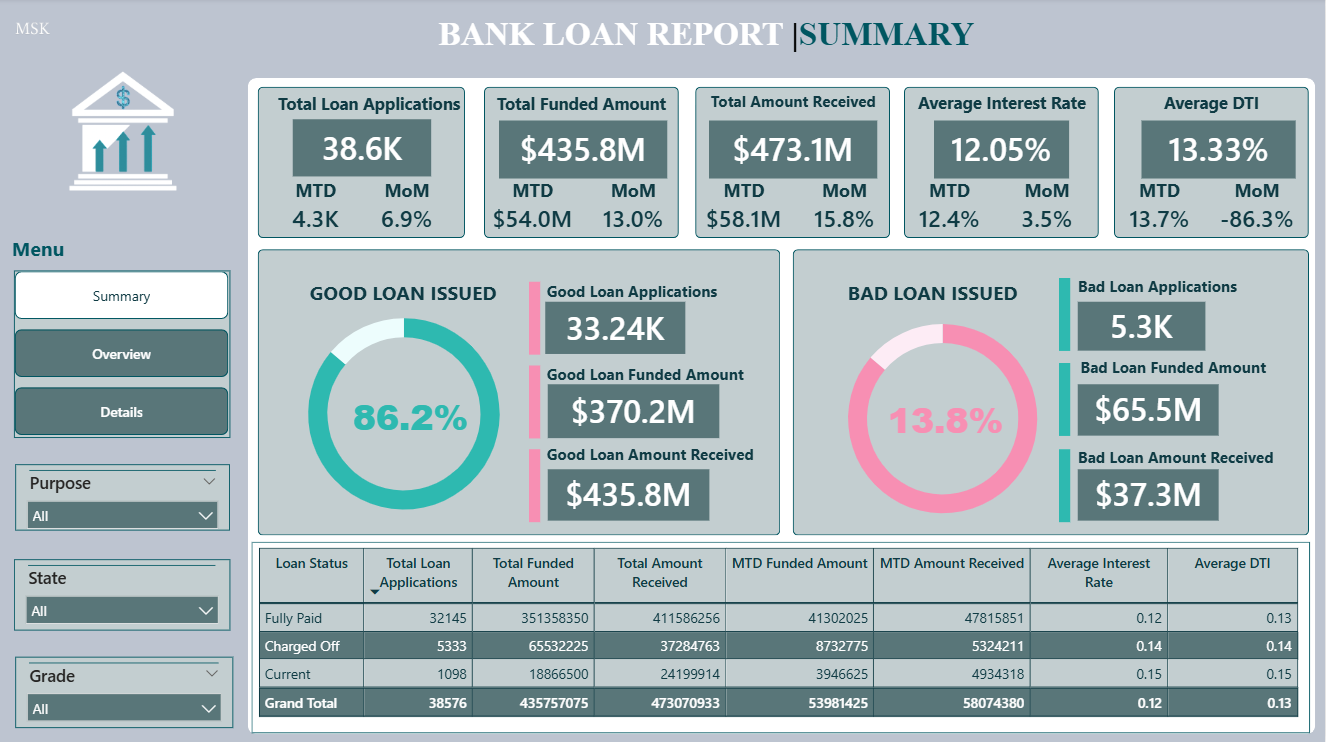 MSK
BANK LOAN REPORT |SUMMARY
$
Total Loan Applications
38.6K
MTD MoM
4.3K 6.9%
Total Funded Amount
$435.8M
MTD MoM
$54.0M 13.0%
Total Amount Received
$473.1M
MTD MoM
$58.1M 15.8%
Average Interest Rate
12.05%
MTD MoM
12.4% 3.5%
Average DTI
13.33%
MTD MoM
13.7% -86.3%
Menu
Summary
Overview
Details
Purpose
All
State
All
Grade
All
GOOD LOAN ISSUED
86.2%
Good Loan Applications
33.24K
Good Loan Funded Amount
$370.2M
Good Loan Amount Received
$435.8M
BAD LOAN ISSUED
13.8%
Bad Loan Applications
5.3K
Bad Loan Funded Amount
$65.5M
Bad Loan Amount Received
$37.3M
Loan Status Total Loan Total Funded Total Amount MTD Funded Amount MTD Amount Received Average Interest Average DTI
Applications Amount Received Rate
Fully Paid 32145 351358350 411586256 41302025 47815851 0.12 0.13
Charged Off 5333 65532225 37284763 8732775 5324211 0.14 0.14
Current 1098 18866500 24199914 3946625 4934318 0.15 0.15
Grand Total 38576 435757075 473070933 53981425 58074380 0.12 0.13